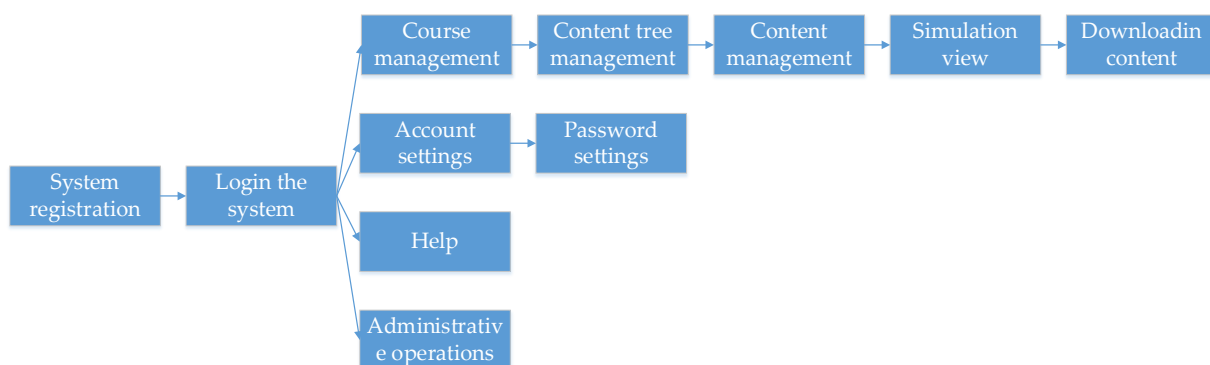 Course
management
Content tree
management
Content
management
Simulation
view
Downloadin
content
Account
settings
Password
settings
System
registration
Login the
system
Help
Administrativ
e operations